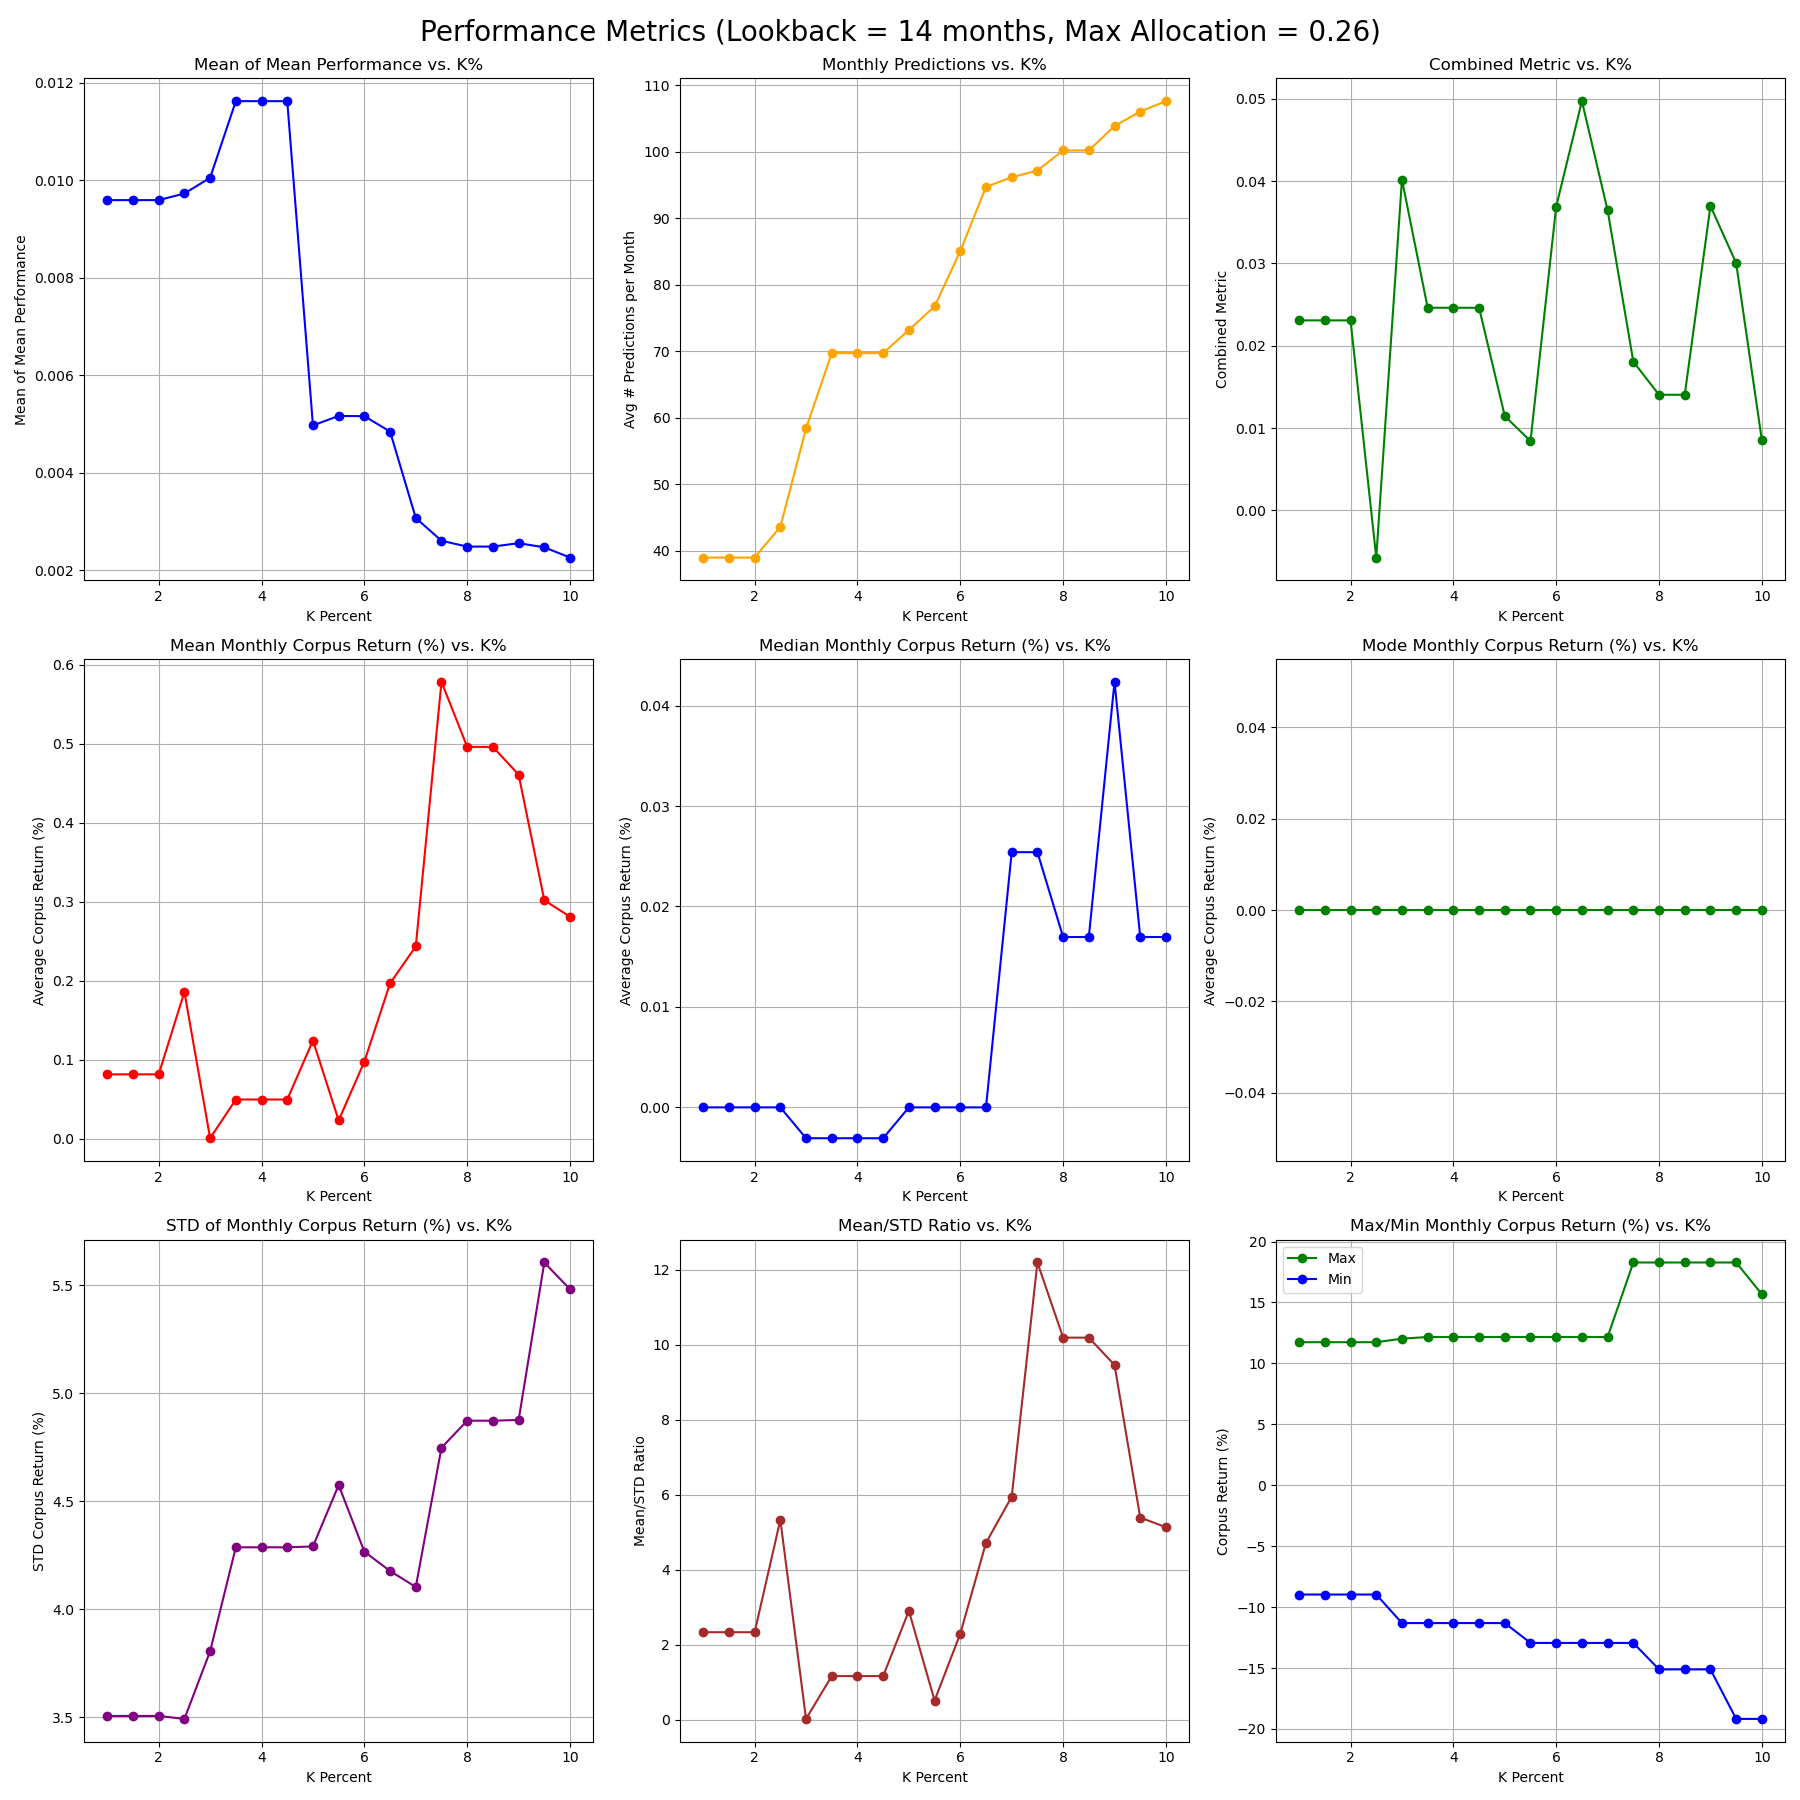 Performance Metrics (Lookback = 14 months, Max Allocation = 0.26)
Mean of Mean Performance vs. K%
Mean of Mean Performance
0.012
0.010
0.008
0.006
0.004
0.002
2 4 6 8 10
K Percent
Monthly Predictions vs. K%
Avg # Predictions per Month
110
100
90
80
70
60
50
40
2 4 6 8 10
K Percent
Combined Metric vs. K%
Combined Metric
0.05
0.04
0.03
0.02
0.01
0.00
2 4 6 8 10
K Percent
Mean Monthly Corpus Return (%) vs. K%
Average Corpus Return (%)
0.6
0.5
0.4
0.3
0.2
0.1
0.0
2 4 6 8 10
K Percent
Median Monthly Corpus Return (%) vs. K%
Average Corpus Return (%)
0.04
0.03
0.02
0.01
0.00
2 4 6 8 10
K Percent
Mode Monthly Corpus Return (%) vs. K%
Average Corpus Return (%)
0.04
0.02
0.00
−0.02
−0.04
2 4 6 8 10
K Percent
STD of Monthly Corpus Return (%) vs. K%
STD Corpus Return (%)
5.5
5.0
4.5
4.0
3.5
2 4 6 8 10
K Percent
Mean/STD Ratio vs. K%
Mean/STD Ratio
12
10
8
6
4
2
0
2 4 6 8 10
K Percent
Max/Min Monthly Corpus Return (%) vs. K%
Corpus Return (%)
Max
Min
20
15
10
5
0
−5
−10
−15
−20
2 4 6 8 10
K Percent